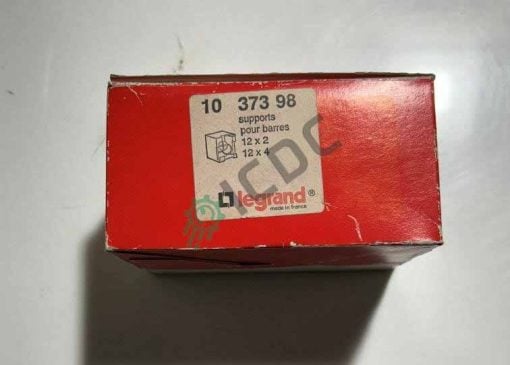 10 373 98
supports
pour barres
12 x 2
12 x 4
legrand®
made in france
ICDC